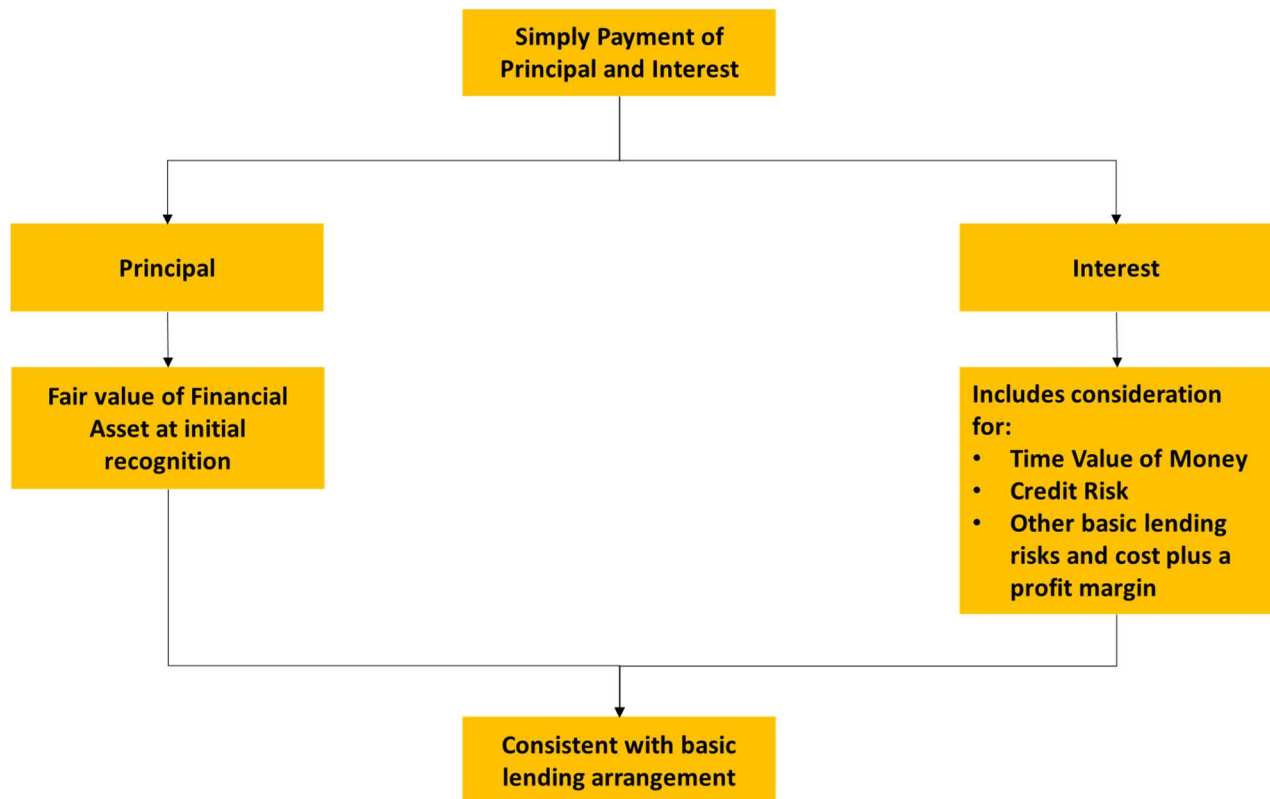 Simply Payment of
Principal and Interest
Principal
Interest
Fair value of Financial
Asset at initial
recognition
Includes consideration
for:
• Time Value of Money
• Credit Risk
• Other basic lending
risks and cost plus a
profit margin
Consistent with basic
lending arrangement